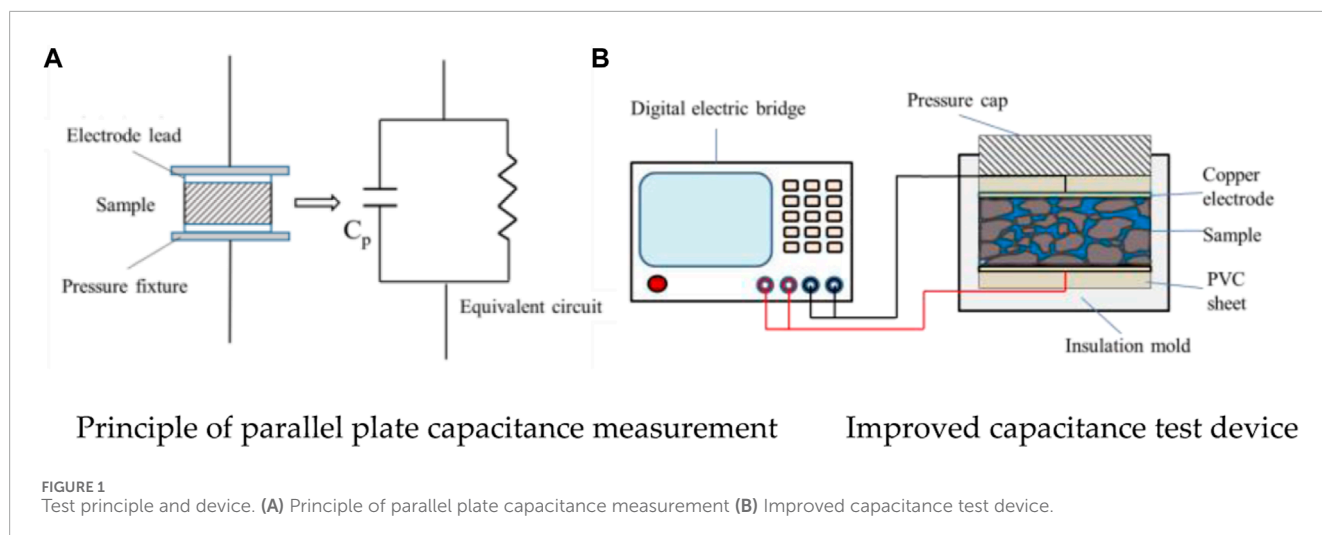 A
Electrode lead
Sample
Pressure fixture
Cp
Equivalent circuit
B
Digital electric bridge
Pressure cap
Copper
electrode
Sample
PVC
sheet
Insulation mold
Principle of parallel plate capacitance measurement
Improved capacitance test device
FIGURE 1
Test principle and device. (A) Principle of parallel plate capacitance measurement (B) Improved capacitance test device.